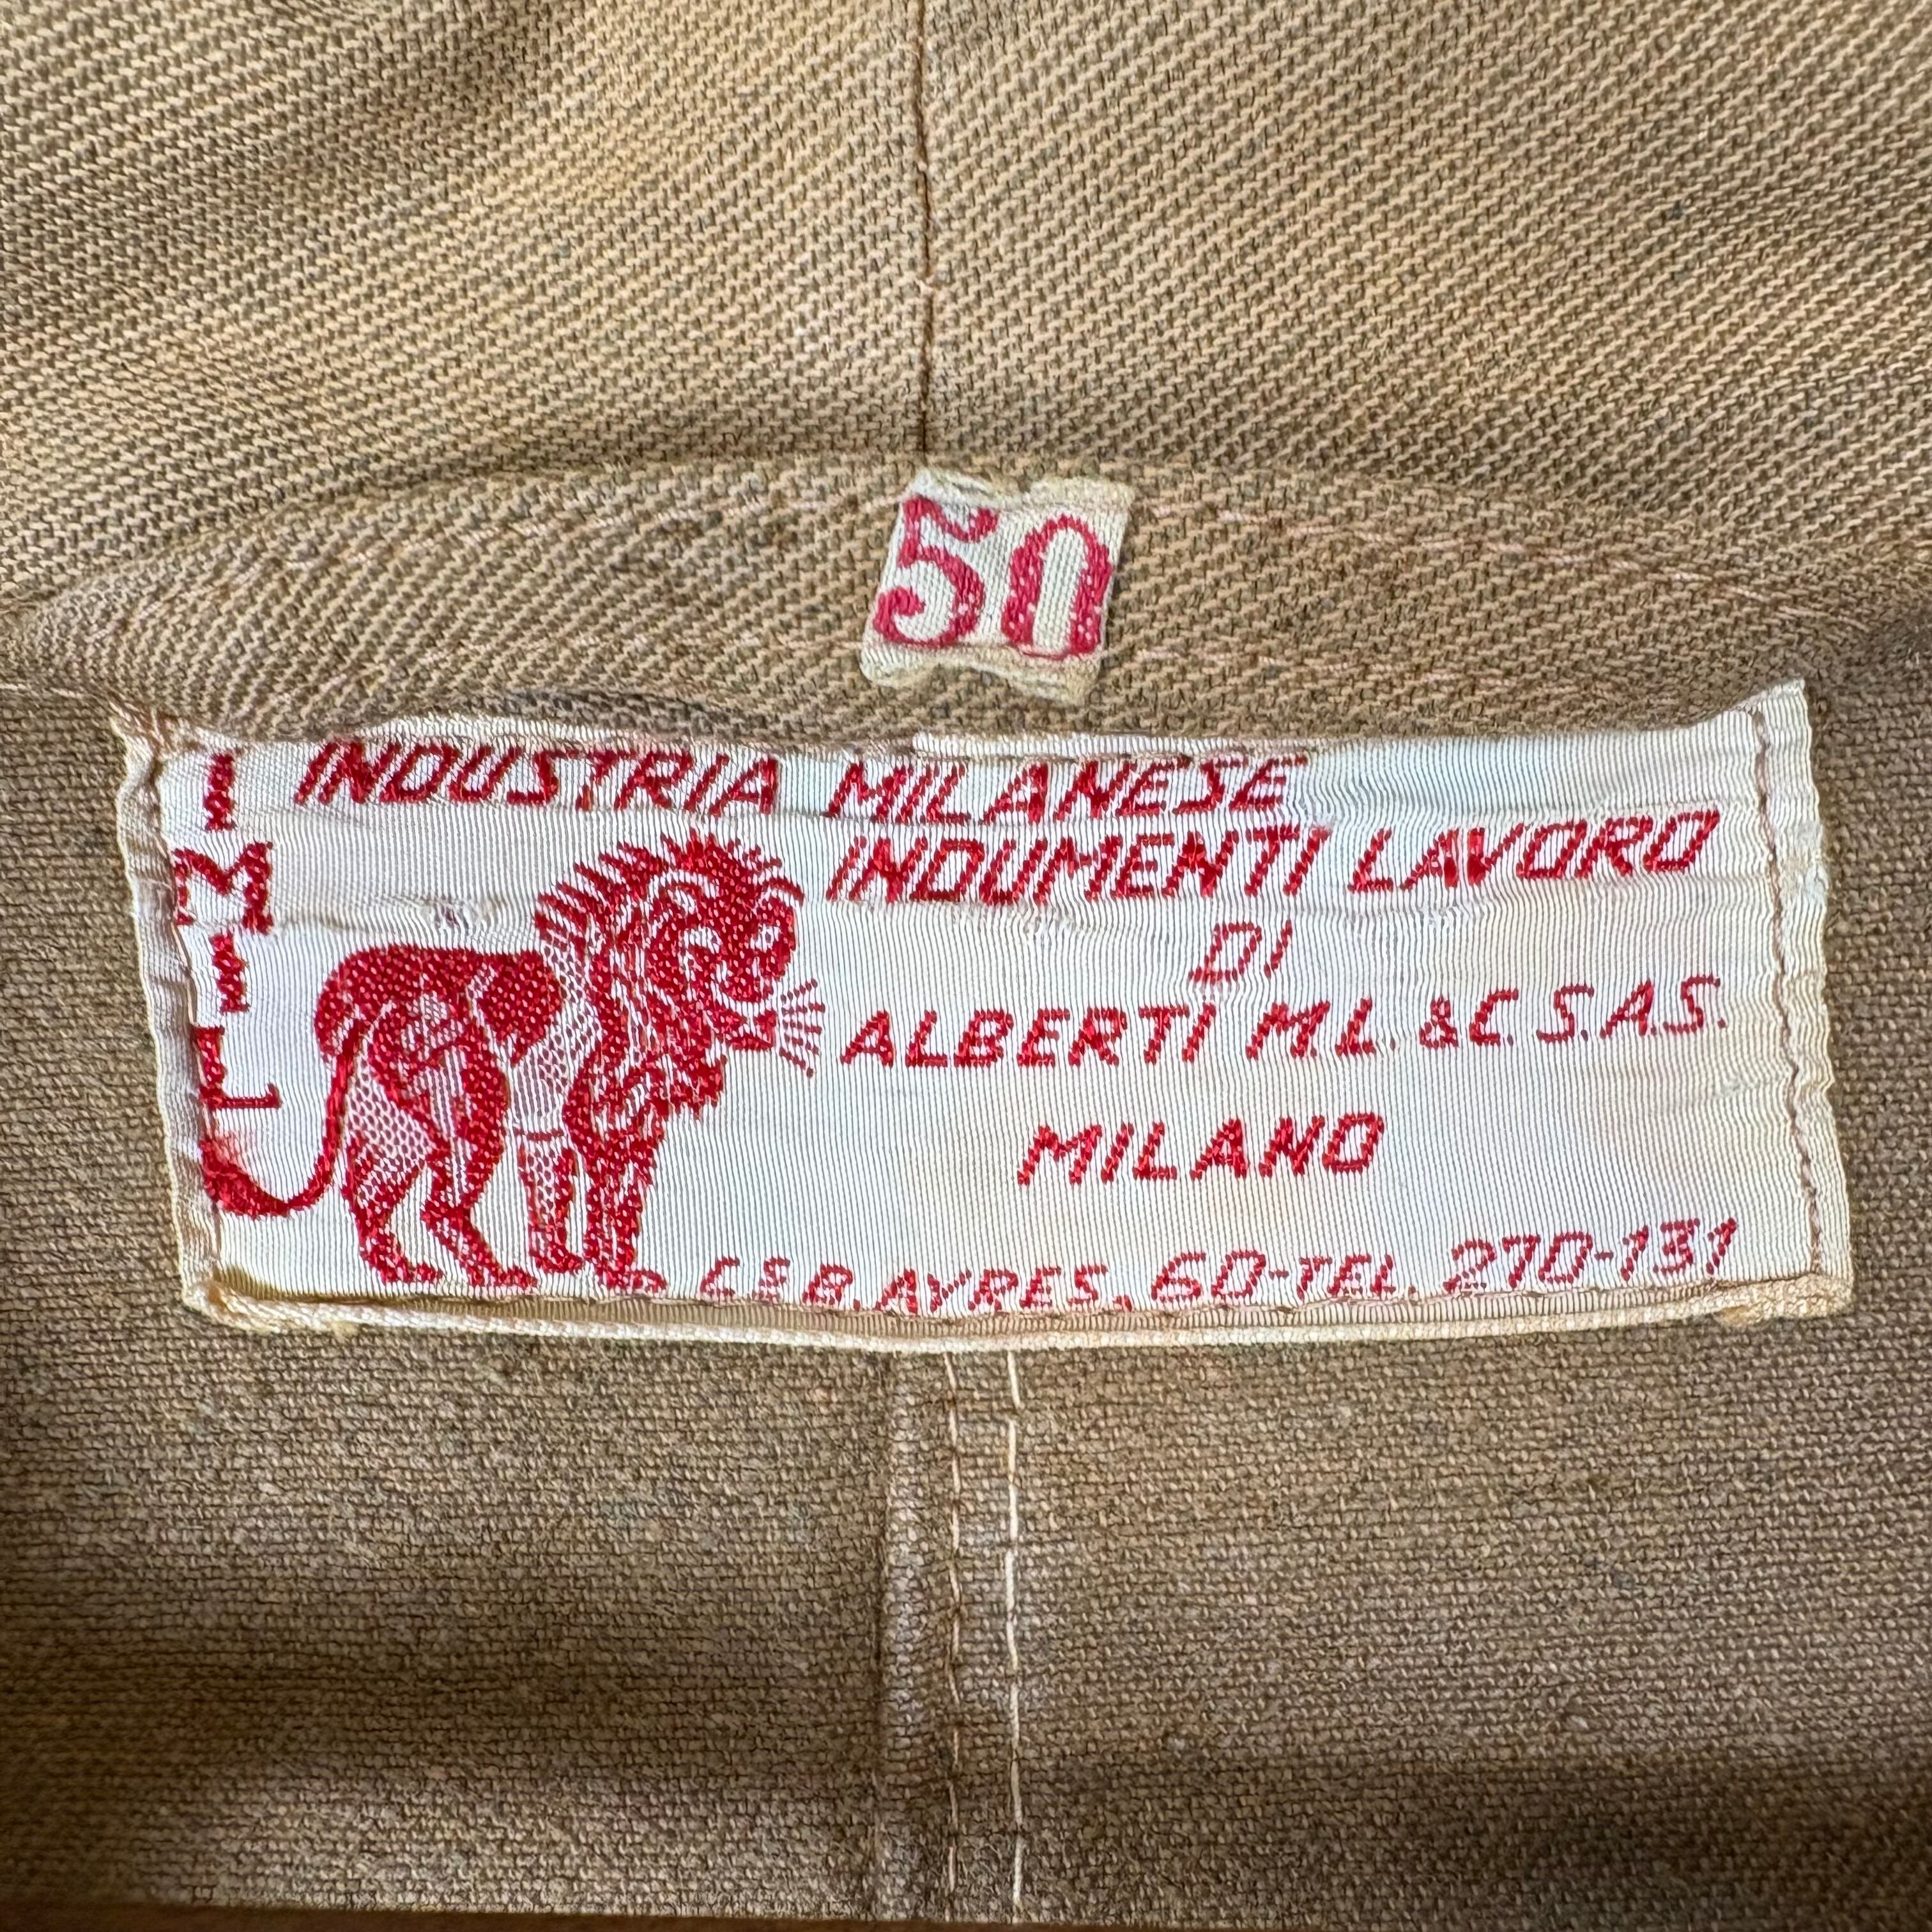 50
I.M.I.L.
INDUSTRIA MILANESE
INDUMENTI LAVORO
DI
ALBERTI M.L. & C. S.A.S.
MILANO
C.SO B. AYRES, 60-TEL. 270-131